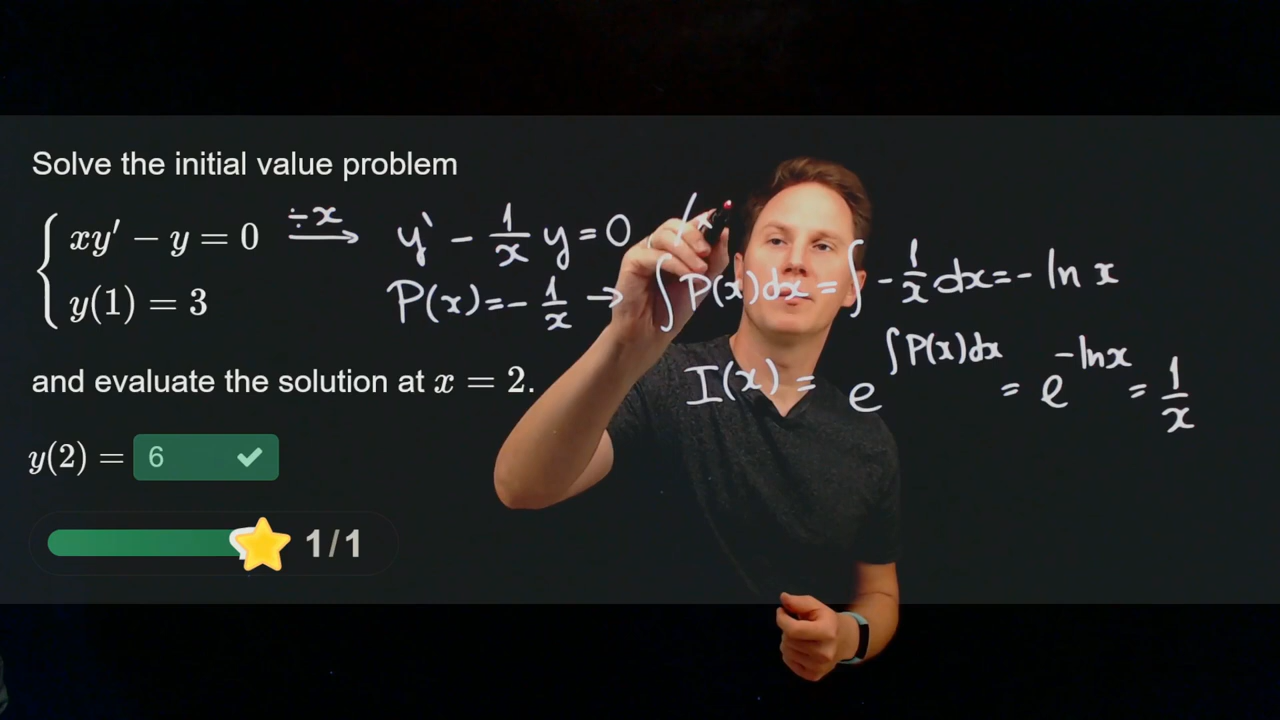 Solve the initial value problem
xy′ − y = 0 ÷x → y' - 1/x y = 0
y(1) = 3
P(x) = - 1/x → ∫P(x)dx = ∫ - 1/x dx = - ln x
and evaluate the solution at x = 2.
I(x) = e^∫P(x)dx = e^-lnx = 1/x
y(2) = 6 ✓
1/1